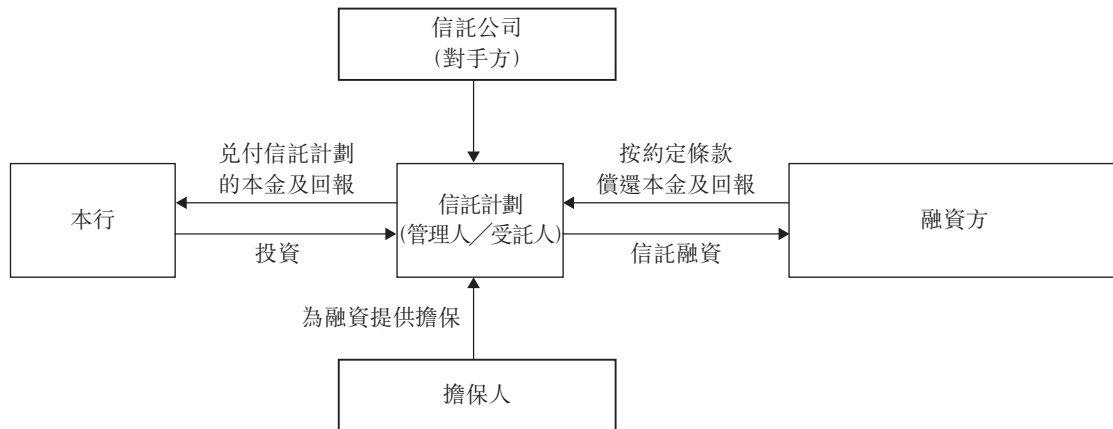 信託公司
(對手方)
兑付信託計劃
的本金及回報
按約定條款
償還本金及回報
本行
信託計劃
(管理人／受託人)
融資方
投資
信託融資
為融資提供擔保
擔保人